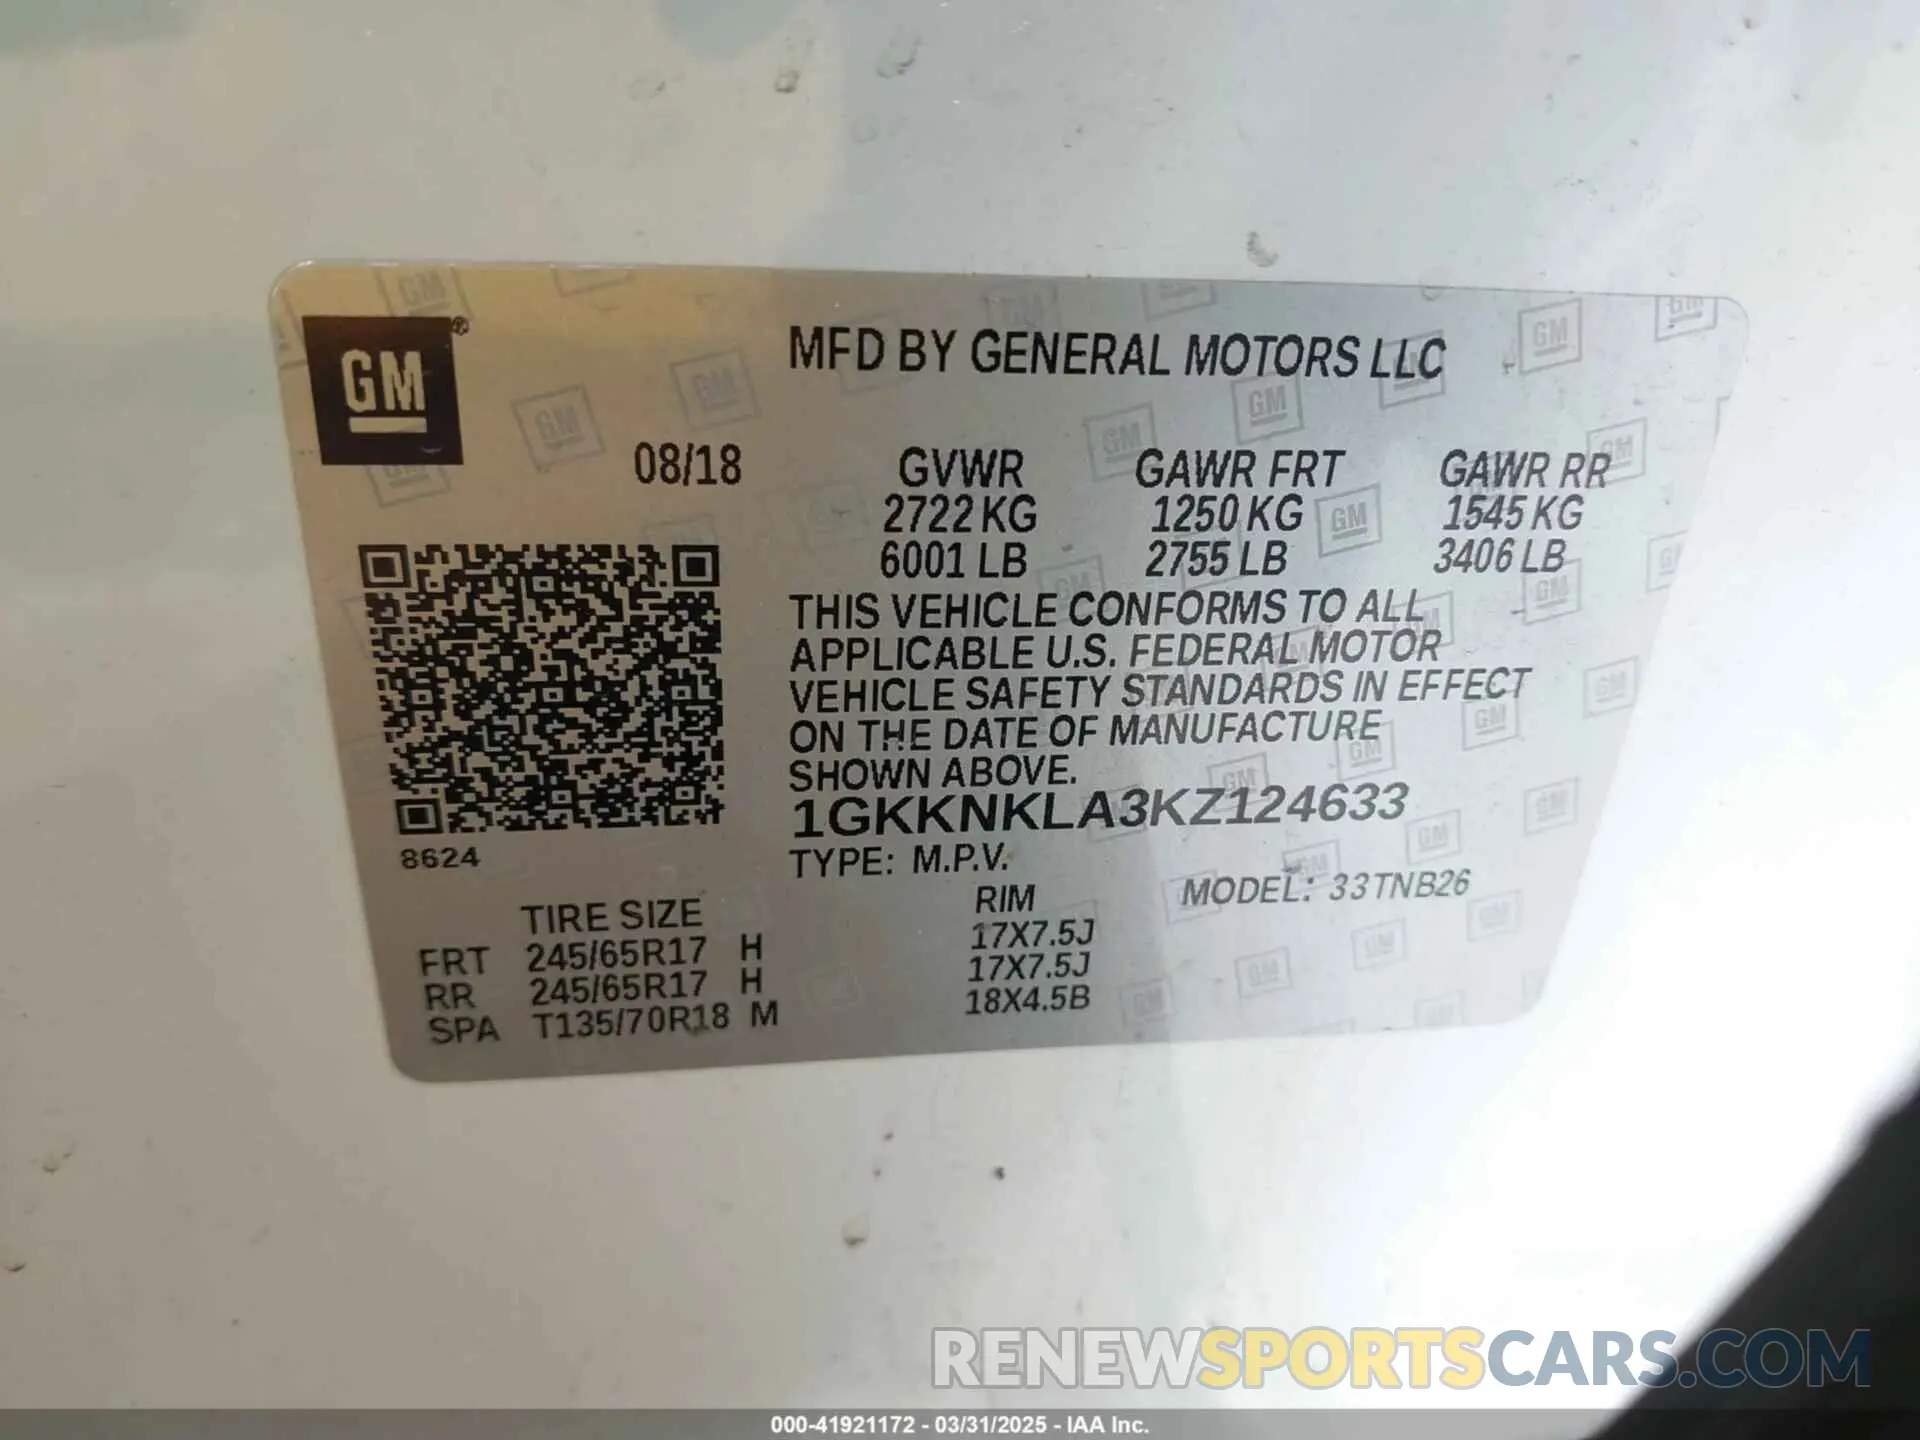 GM ®
MFD BY GENERAL MOTORS LLC
08/18 GVWR GAWR FRT GAWR RR
2722 KG 1250 KG 1545 KG
6001 LB 2755 LB 3406 LB
THIS VEHICLE CONFORMS TO ALL
APPLICABLE U.S. FEDERAL MOTOR
VEHICLE SAFETY STANDARDS IN EFFECT
ON THE DATE OF MANUFACTURE
SHOWN ABOVE.
1GKKNKLA3KZ124633
8624
TYPE: M.P.V.
MODEL: 33TNB26
TIRE SIZE RIM
FRT 245/65R17 H 17X7.5J
RR 245/65R17 H 17X7.5J
SPA T135/70R18 M 18X4.5B
RENEWSPORTSCARS.COM
000-41921172 - 03/31/2025 - IAA Inc.